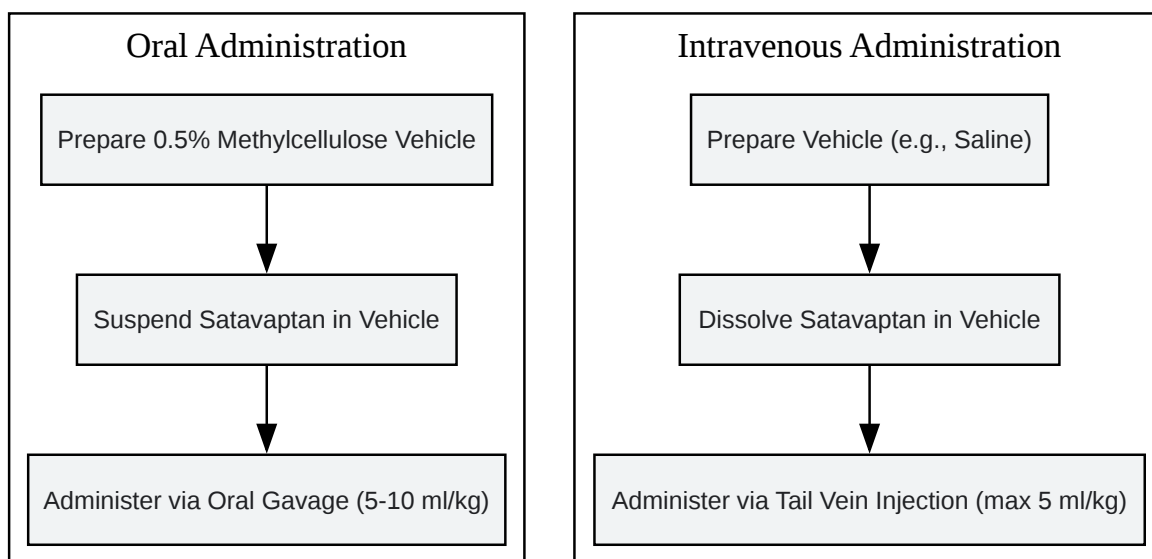 Oral Administration
Prepare 0.5% Methylcellulose Vehicle
Suspend Satavaptan in Vehicle
Administer via Oral Gavage (5-10 ml/kg)
Intravenous Administration
Prepare Vehicle (e.g., Saline)
Dissolve Satavaptan in Vehicle
Administer via Tail Vein Injection (max 5 ml/kg)